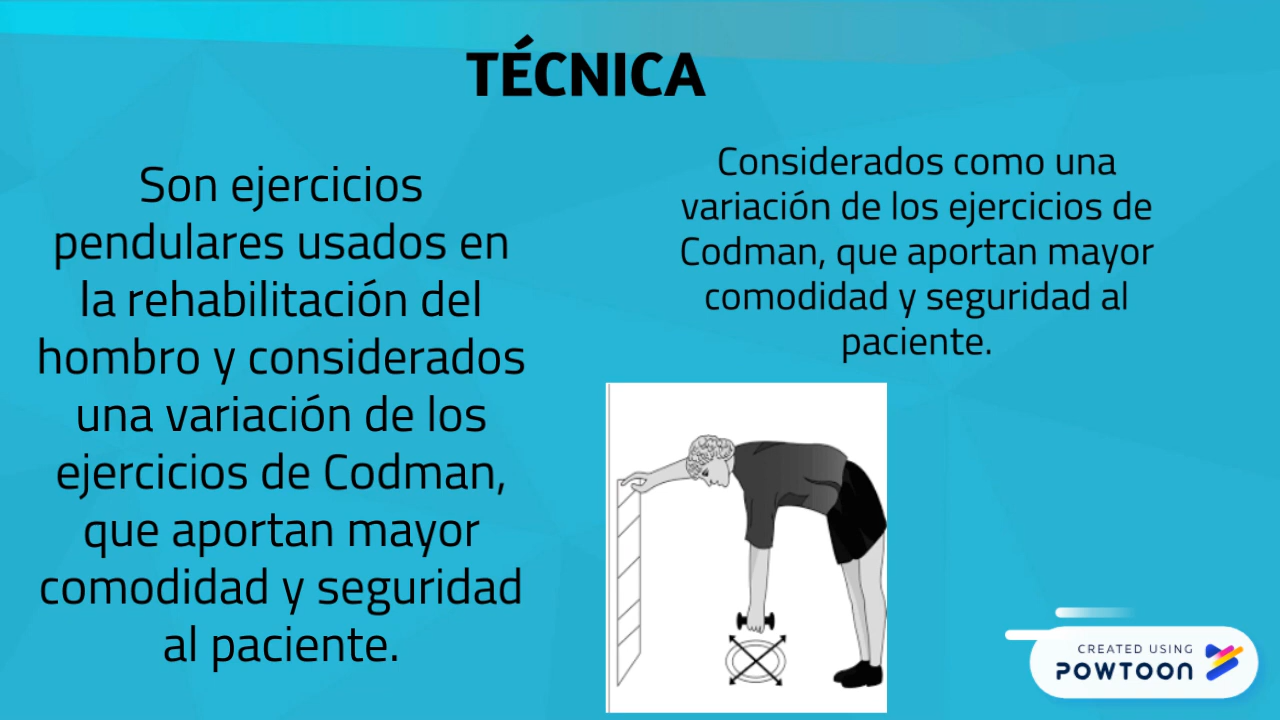 TÉCNICA
Son ejercicios
pendulares usados en
la rehabilitación del
hombro y considerados
una variación de los
ejercicios de Codman,
que aportan mayor
comodidad y seguridad
al paciente.
Considerados como una
variación de los ejercicios de
Codman, que aportan mayor
comodidad y seguridad al
paciente.
CREATED USING
POWTOON